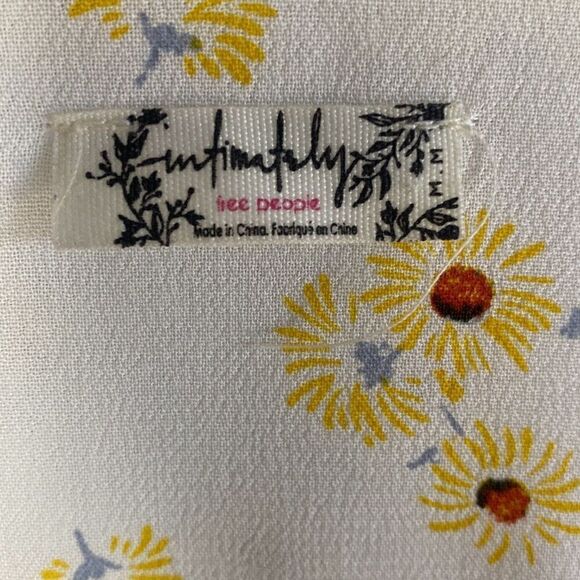 intimately
free people
Made in China. Fabriqué en Chine
M.M